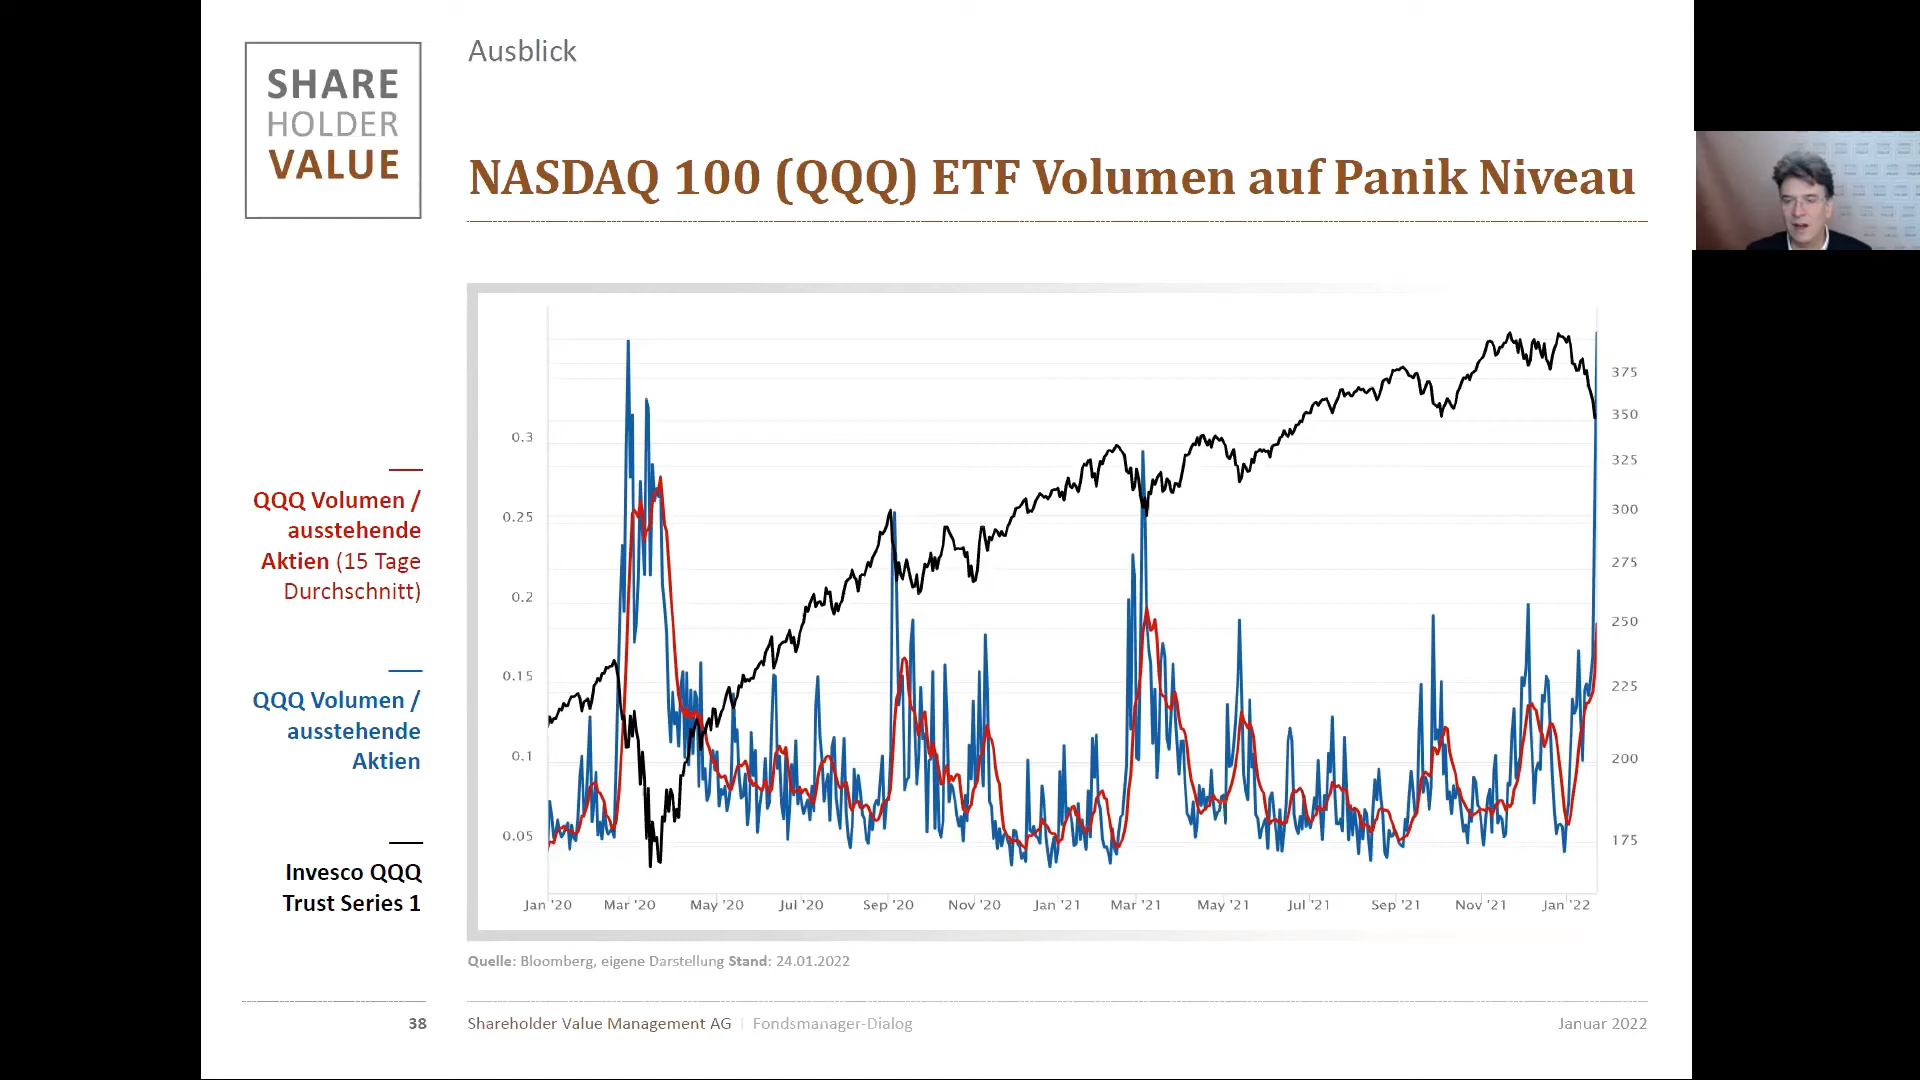 SHARE
HOLDER
VALUE
Ausblick
NASDAQ 100 (QQQ) ETF Volumen auf Panik Niveau
QQQ Volumen /
ausstehende
Aktien (15 Tage
Durchschnitt)
QQQ Volumen /
ausstehende
Aktien
Invesco QQQ
Trust Series 1
0.3
0.25
0.2
0.15
0.1
0.05
375
350
325
300
275
250
225
200
175
Jan '20 Mar '20 May '20 Jul '20 Sep '20 Nov '20 Jan '21 Mar '21 May '21 Jul '21 Sep '21 Nov '21 Jan '22
Quelle: Bloomberg, eigene Darstellung Stand: 24.01.2022
38 Shareholder Value Management AG | Fondsmanager-Dialog Januar 2022